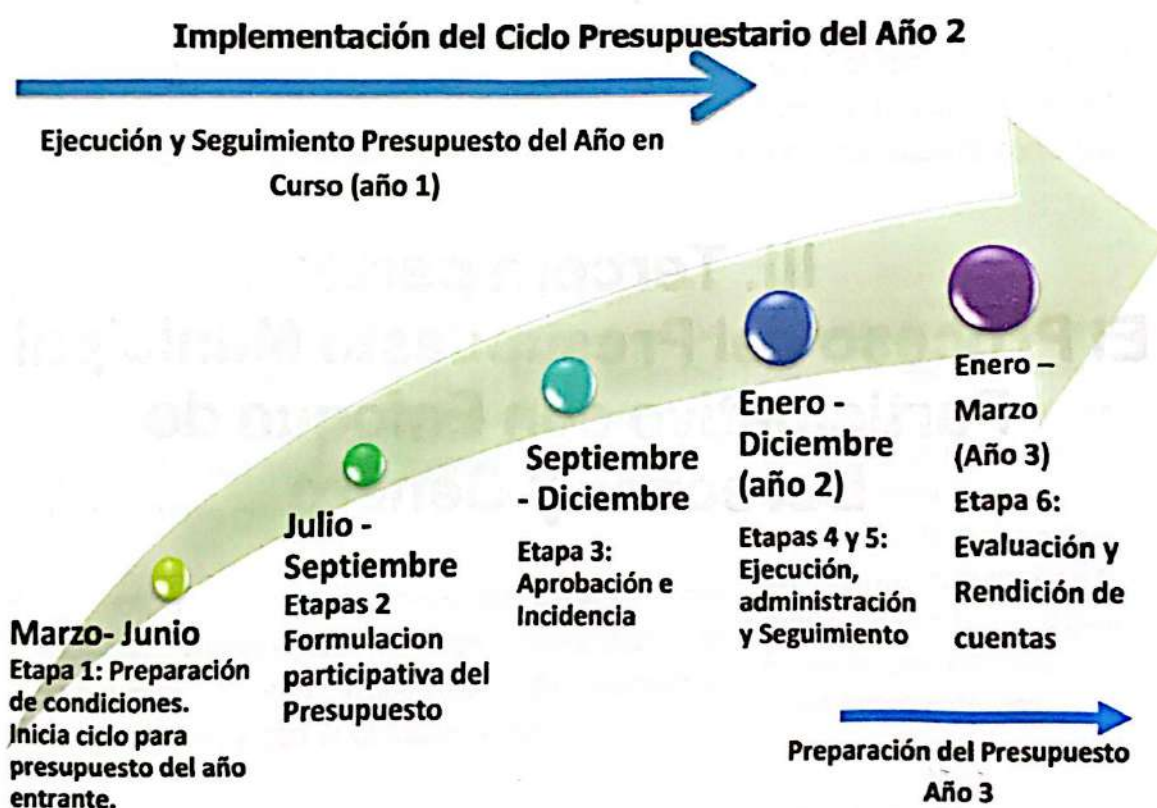 Implementación del Ciclo Presupuestario del Año 2
Ejecución y Seguimiento Presupuesto del Año en
Curso (año 1)
Marzo- Junio
Etapa 1: Preparación
de condiciones.
Inicia ciclo para
presupuesto del año
entrante.
Julio -
Septiembre
Etapas 2
Formulacion
participativa del
Presupuesto
Septiembre
- Diciembre
Etapa 3:
Aprobación e
Incidencia
Enero -
Diciembre
(año 2)
Etapas 4 y 5:
Ejecución,
administración
y Seguimiento
Enero –
Marzo
(Año 3)
Etapa 6:
Evaluación y
Rendición de
cuentas
Preparación del Presupuesto
Año 3